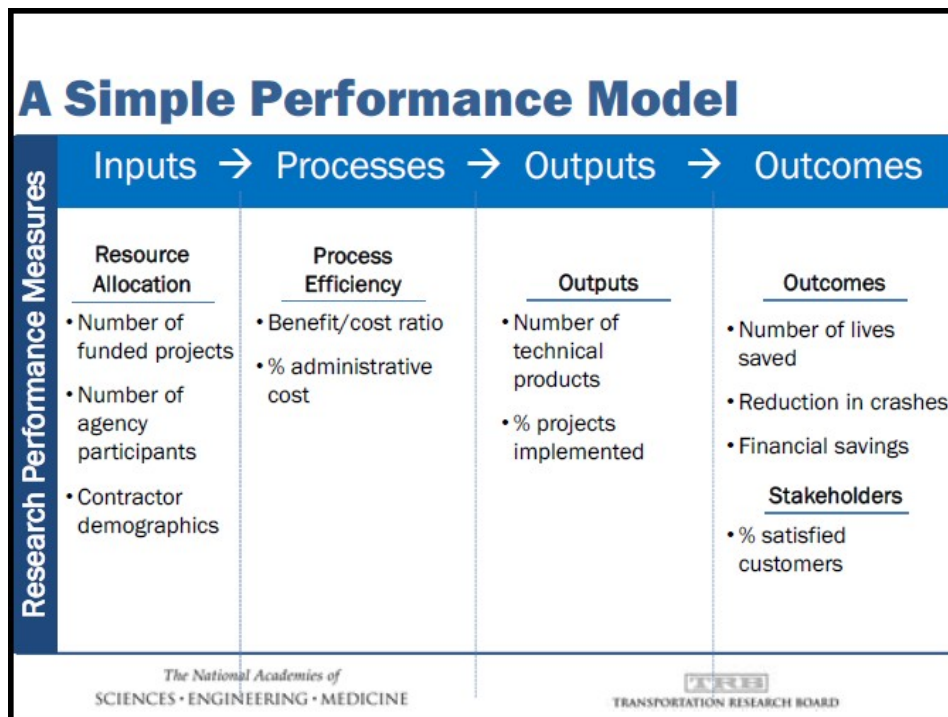 A Simple Performance Model
Research Performance Measures
Inputs → Processes → Outputs → Outcomes
Resource
Allocation
• Number of
funded projects
• Number of
agency
participants
• Contractor
demographics
Process
Efficiency
• Benefit/cost ratio
• % administrative
cost
Outputs
• Number of
technical
products
• % projects
implemented
Outcomes
• Number of lives
saved
• Reduction in crashes
• Financial savings
Stakeholders
• % satisfied
customers
The National Academies of
SCIENCES • ENGINEERING • MEDICINE
TRB
TRANSPORTATION RESEARCH BOARD